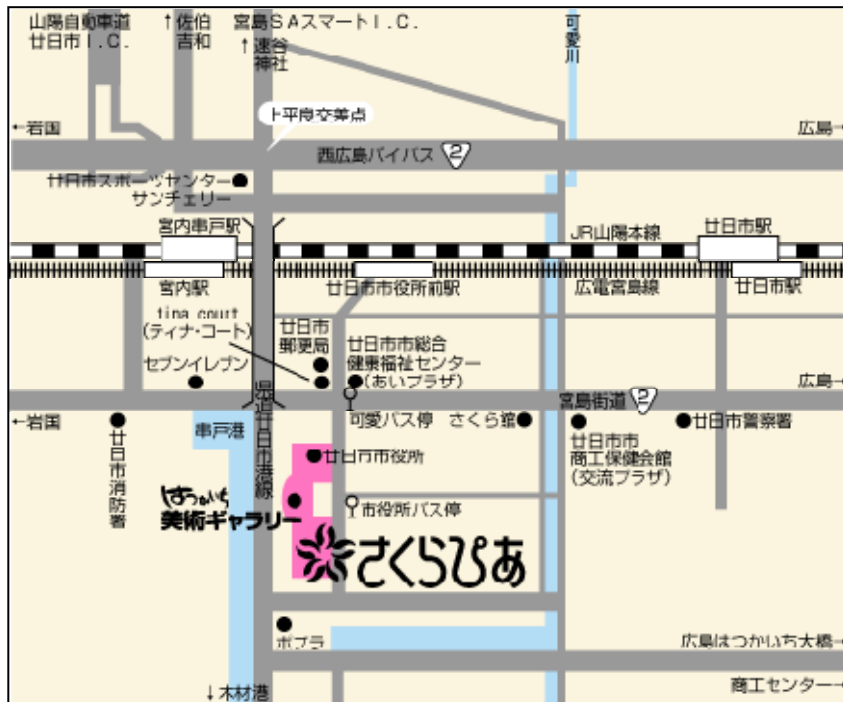 山陽自動車道
廿日市I.C.
↑佐伯
吉和
宮島SAスマートI.C.
↑速谷
神社
可愛川
上平良交差点
←岩国
広島→
西広島バイパス 2
廿日市スポーツセンター
サンチェリー
宮内串戸駅
JR山陽本線
廿日市駅
宮内駅
廿日市市役所前駅
広電宮島線
廿日市駅
tina court
(ティナ・コート)
廿日市
郵便局
廿日市市総合
健康福祉センター
(あいプラザ)
セブンイレブン
広島→
宮島街道 2
←岩国
県道廿日市港線
串戸港
可愛バス停
さくら館
廿日市警察署
廿日市消防署
廿日市市
商工保健会館
(交流プラザ)
廿日市市役所
はつかいち
美術ギャラリー
市役所バス停
さくらぴあ
ポプラ
広島はつかいち大橋→
↓木材港
商工センター→